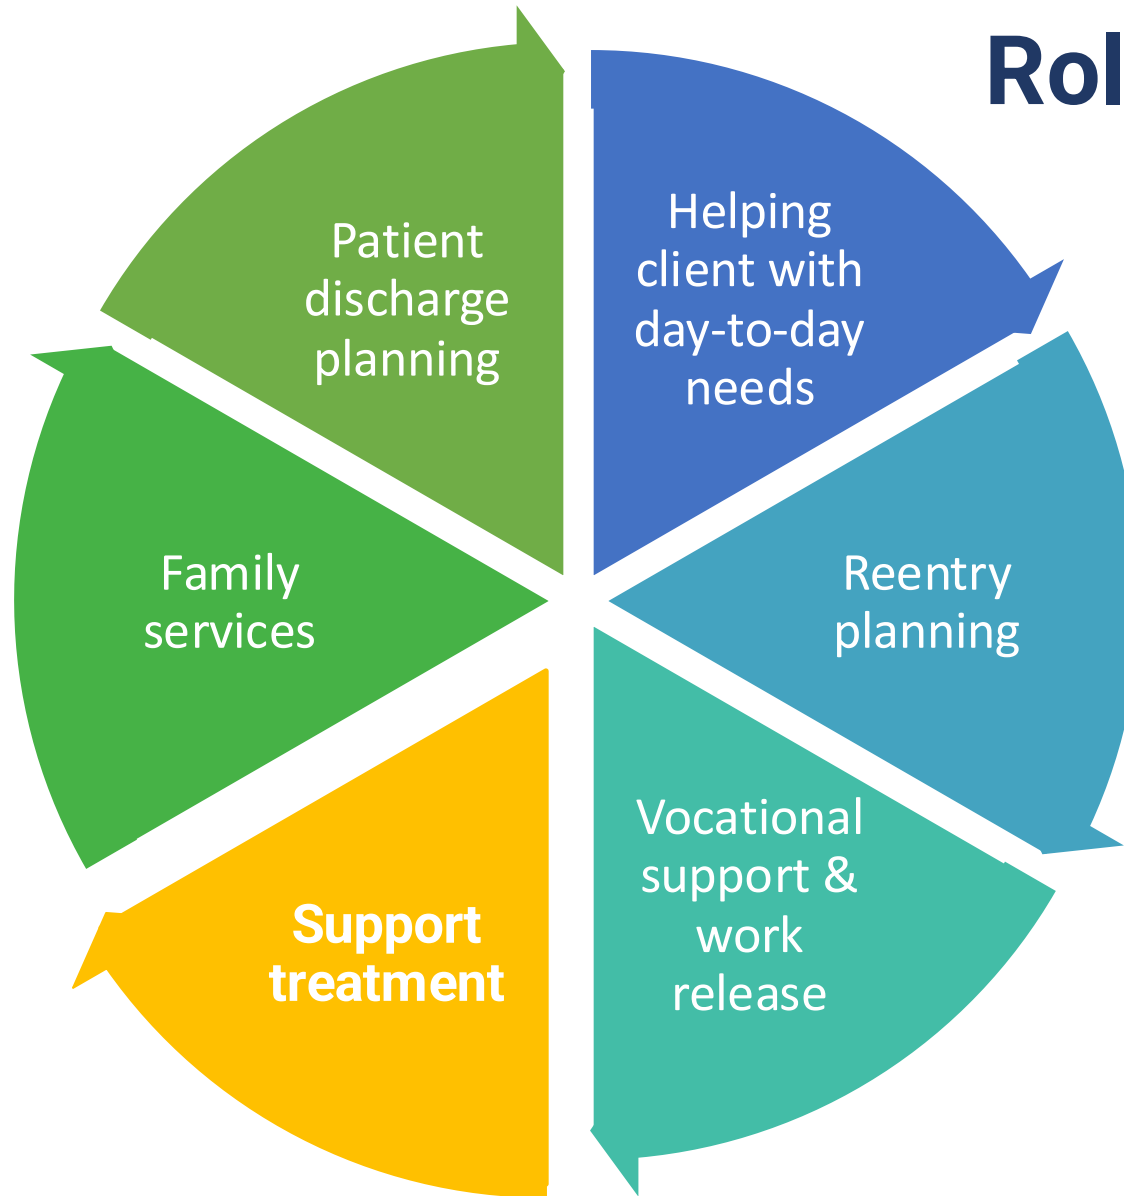 Rol
Helping
client with
day-to-day
needs
Reentry
planning
Vocational
support &
work
release
Support
treatment
Family
services
Patient
discharge
planning